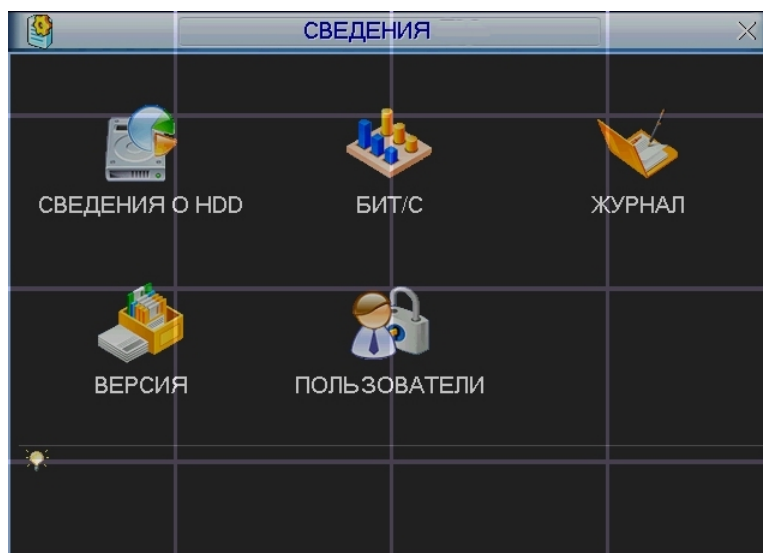 СВЕДЕНИЯ
СВЕДЕНИЯ О HDD
БИТ/С
ЖУРНАЛ
ВЕРСИЯ
ПОЛЬЗОВАТЕЛИ